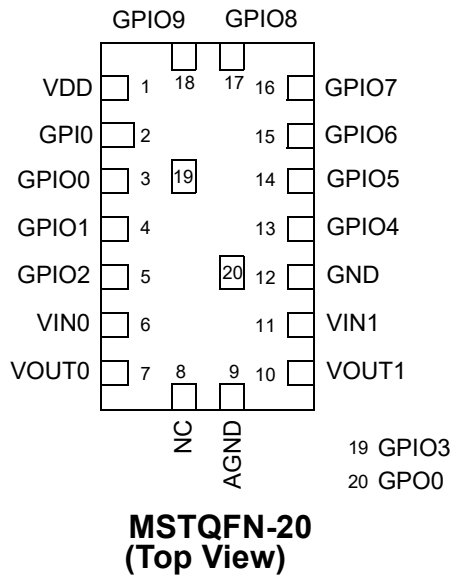 GPIO9 GPIO8
VDD 1 18 17 16 GPIO7
GPI0 2 15 GPIO6
GPIO0 3 19 14 GPIO5
GPIO1 4 13 GPIO4
GPIO2 5 20 12 GND
VIN0 6 11 VIN1
VOUT0 7 8 9 10 VOUT1
NC AGND
19 GPIO3
20 GPO0
MSTQFN-20
(Top View)